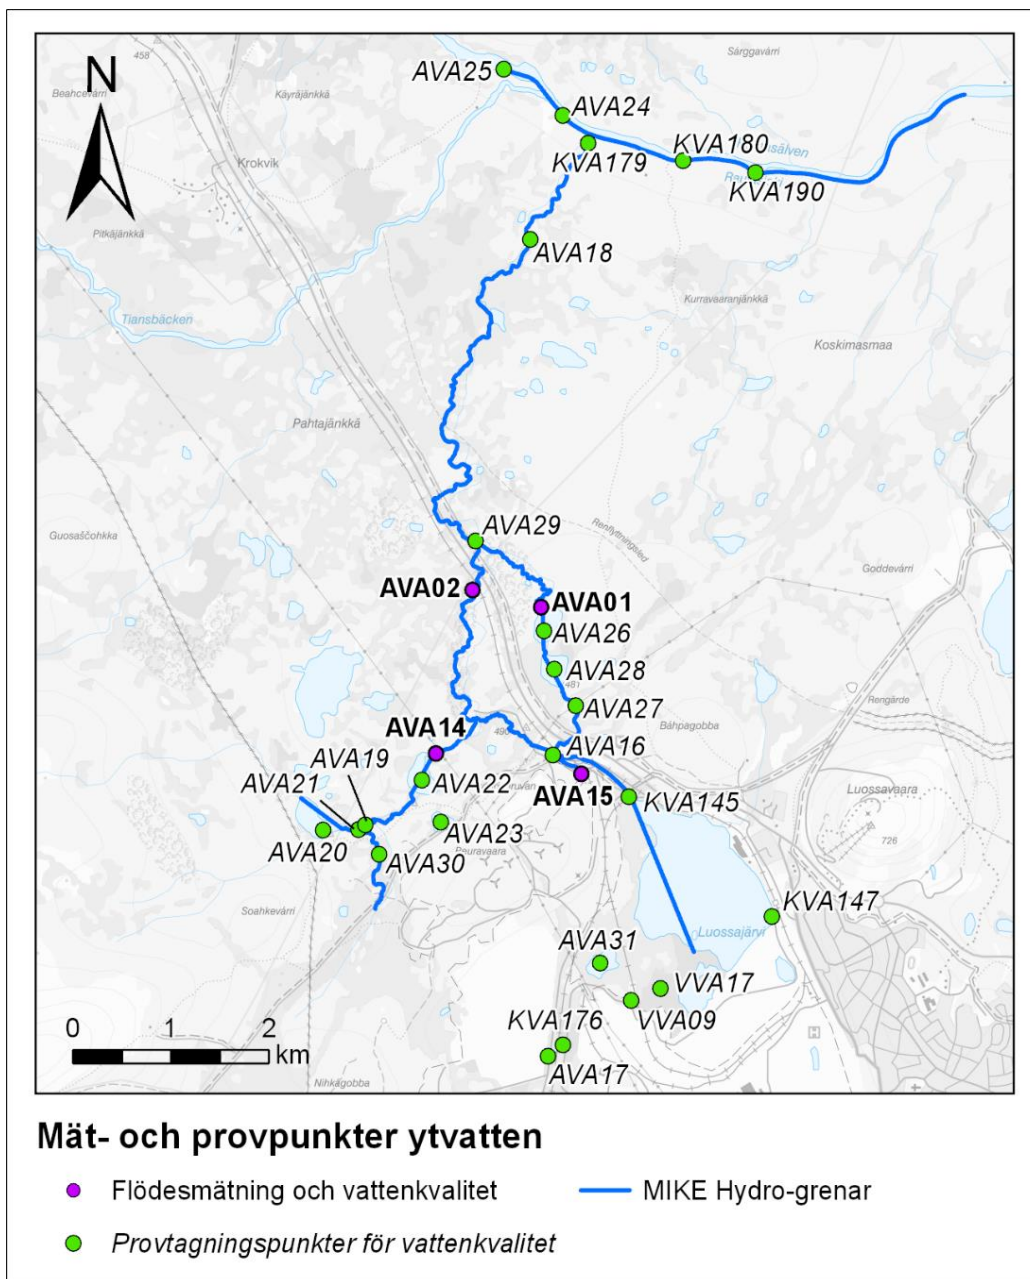 Sárggavárri
458
AVA25
N
Beahcevárri
Käyräjänkkä
AVA24
Krokvik
KVA179
KVA180
KVA190
Pitkäjänkkä
AVA18
Kurravaaranjänkkä
Tiansbäcken
Koskimasmaa
Pahtajänkkä
AVA29
Renflyttningsled
Guosaščohkka
Goddevárri
AVA02
AVA01
AVA26
AVA28
481
Rengärde
AVA27
Báhpagobba
AVA14
490
AVA16
AVA19
AVA21
AVA22
AVA15
KVA145
Luossavaara
AVA23
AVA20
Peuravaara
726
AVA30
Soahkevárri
KVA147
Luossajärvi
AVA31
VVA17
VVA09
0 2
km
KVA176
AVA17
Nihkágobba
Mät- och provpunkter ytvatten
Flödesmätning och vattenkvalitet
MIKE Hydro-grenar
Provtagningspunkter för vattenkvalitet